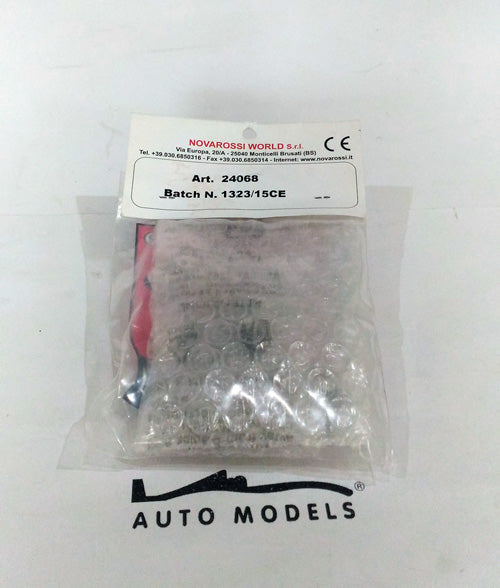 NOVAROSSI WORLD S.r.l.
Via Europa, 20/A - 25040 Monticelli Brusati (BS)
Tel. +39.030.6850316 - Fax +39.030.6850314 - Internet: www.novarossi.it
CE
Art. 24068
Batch N. 1323/15CE
®
AUTO MODELS